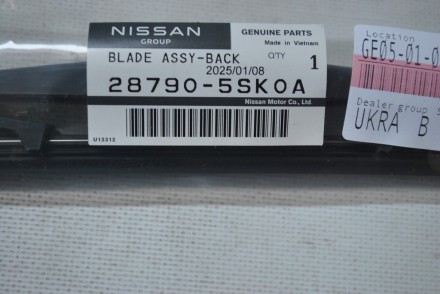 NISSAN GENUINE PARTS
GROUP Made in Vietnam
BLADE ASSY-BACK Q'TY 1
2025/01/08
28790-5SK0A
Nissan Motor Co., Ltd.
U13312
Location
GE05-01-0
Dealer group
UKRA B